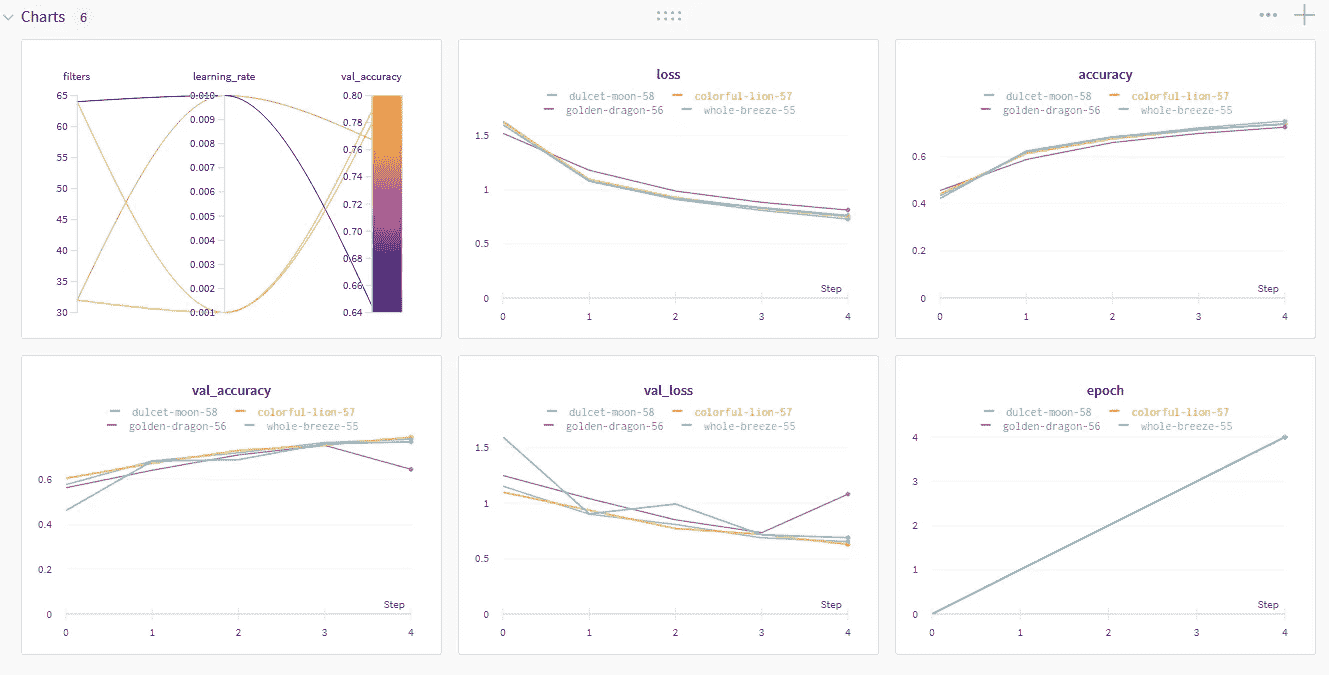 Charts 6
filters learning_rate val_accuracy
65 0.010 0.80
60 0.009 0.78
0.008
55 0.007 0.76
50 0.006 0.74
45 0.005 0.72
0.004 0.70
40 0.003 0.68
35 0.002 0.66
30 0.001 0.64
loss
dulcet-moon-58 colorful-lion-57
golden-dragon-56 whole-breeze-55
1.5
1
0.5
0
Step
0 1 2 3 4
accuracy
dulcet-moon-58 colorful-lion-57
golden-dragon-56 whole-breeze-55
0.6
0.4
0.2
0
Step
0 1 2 3 4
val_accuracy
dulcet-moon-58 colorful-lion-57
golden-dragon-56 whole-breeze-55
0.6
0.4
0.2
0
Step
0 1 2 3 4
val_loss
dulcet-moon-58 colorful-lion-57
golden-dragon-56 whole-breeze-55
1.5
1
0.5
0
Step
0 1 2 3 4
epoch
dulcet-moon-58 colorful-lion-57
golden-dragon-56 whole-breeze-55
4
3
2
1
0
Step
0 1 2 3 4